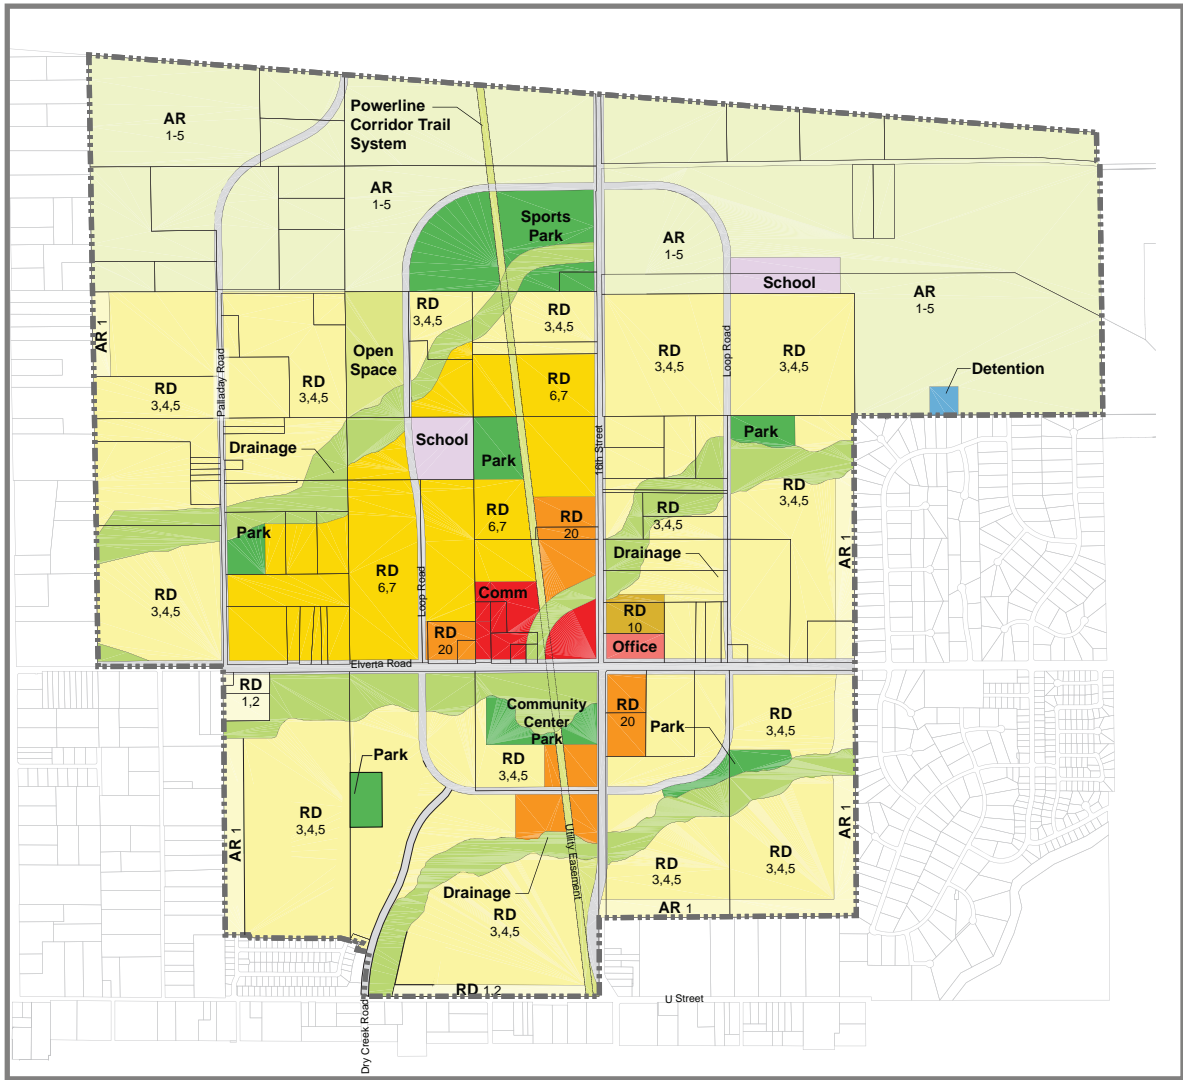 Powerline
Corridor Trail
System
AR
1-5
AR
1-5
Sports
Park
AR
1-5
School
AR
1-5
AR 1
RD
3,4,5
RD
3,4,5
RD
3,4,5
RD
3,4,5
Loop Road
Open
Space
Palladay Road
RD
3,4,5
RD
3,4,5
RD
6,7
Detention
Drainage
School
Park
16th Street
Park
RD
3,4,5
RD
6,7
RD
20
RD
3,4,5
Park
Drainage
AR 1
RD
6,7
RD
3,4,5
Loop Road
Comm
RD
10
RD
20
Office
Elverta Road
RD
1,2
Community
Center
Park
RD
20
Park
RD
3,4,5
Park
RD
3,4,5
RD
3,4,5
AR 1
AR 1
Utility Easement
RD
3,4,5
RD
3,4,5
Drainage
RD
3,4,5
AR 1
RD 1,2
U Street
Dry Creek Road